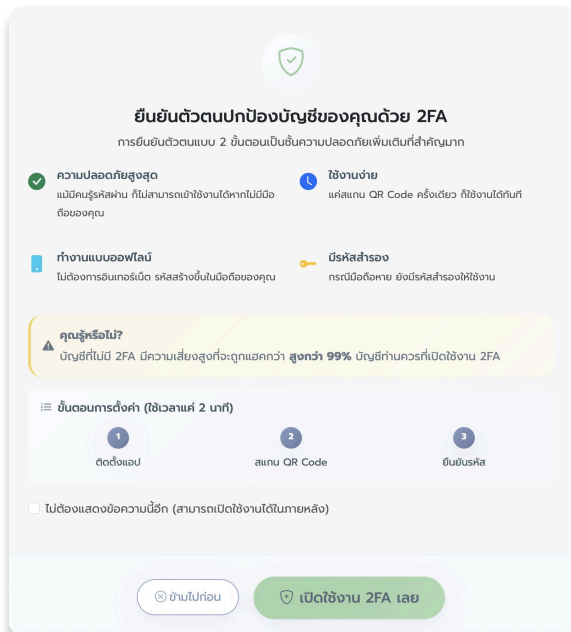 ยืนยันตัวตนปกป้องบัญชีของคุณด้วย 2FA
การยืนยันตัวตนแบบ 2 ขั้นตอนเป็นชั้นความปลอดภัยเพิ่มเติมที่สำคัญมาก
ความปลอดภัยสูงสุด
แม้มีคนรู้รหัสผ่าน ก็ไม่สามารถเข้าใช้งานได้หากไม่มีมือ
ถือของคุณ
ใช้งานง่าย
แค่สแกน QR Code ครั้งเดียว ก็ใช้งานได้ทันที
ทำงานแบบออฟไลน์
ไม่ต้องการอินเทอร์เน็ต รหัสสร้างขึ้นในมือถือของคุณ
มีรหัสสำรอง
กรณีมือถือหาย ยังมีรหัสสำรองให้ใช้งาน
คุณรู้หรือไม่?
บัญชีที่ไม่มี 2FA มีความเสี่ยงสูงที่จะถูกแฮคกว่า สูงกว่า 99% บัญชีท่านควรที่เปิดใช้งาน 2FA
ขั้นตอนการตั้งค่า (ใช้เวลาแค่ 2 นาที)
1 2 3
ติดตั้งแอป สแกน QR Code ยืนยันรหัส
ไม่ต้องแสดงข้อความนี้อีก (สามารถเปิดใช้งานได้ในภายหลัง)
ข้ามไปก่อน เปิดใช้งาน 2FA เลย